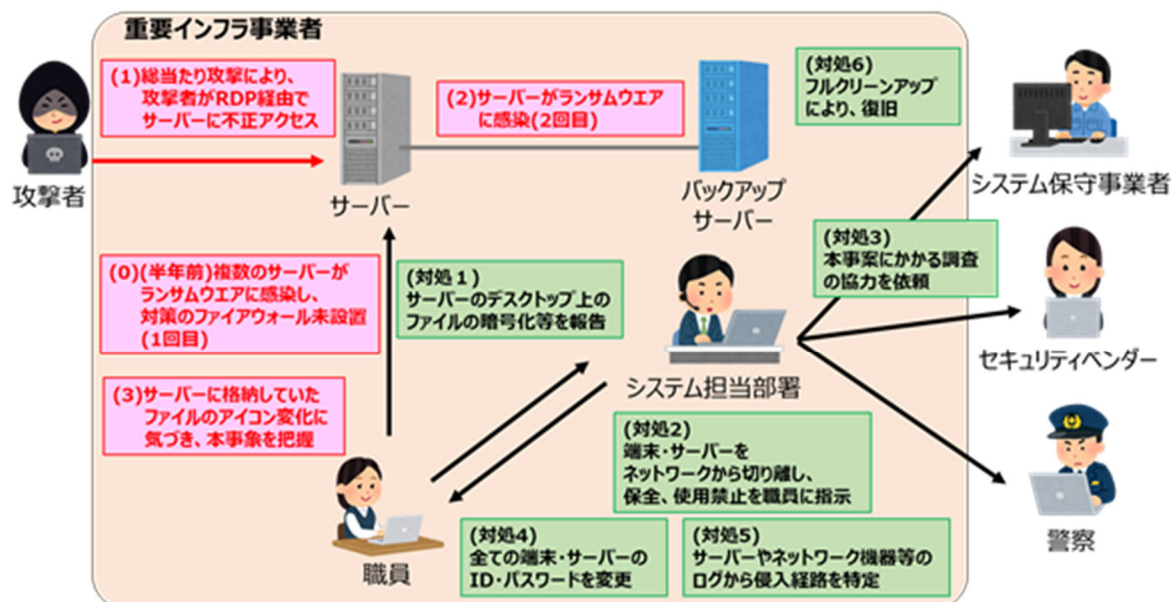 重要インフラ事業者
(1)総当たり攻撃により、
攻撃者がRDP経由で
サーバーに不正アクセス
(2)サーバーがランサムウエア
に感染(2回目)
(対処6)
フルクリーンアップ
により、復旧
攻撃者
サーバー
バックアップ
サーバー
システム保守事業者
(0)(半年前)複数のサーバーが
ランサムウエアに感染し、
対策のファイアウォール未設置
(1回目)
(対処1)
サーバーのデスクトップ上の
ファイルの暗号化等を報告
(対処3)
本事案にかかる調査
の協力を依頼
セキュリティベンダー
システム担当部署
(3)サーバーに格納していた
ファイルのアイコン変化に
気づき、本事象を把握
(対処2)
端末・サーバーを
ネットワークから切り離し、
保全、使用禁止を職員に指示
(対処4)
全ての端末・サーバーの
ID・パスワードを変更
(対処5)
サーバーやネットワーク機器等の
ログから侵入経路を特定
職員
警察